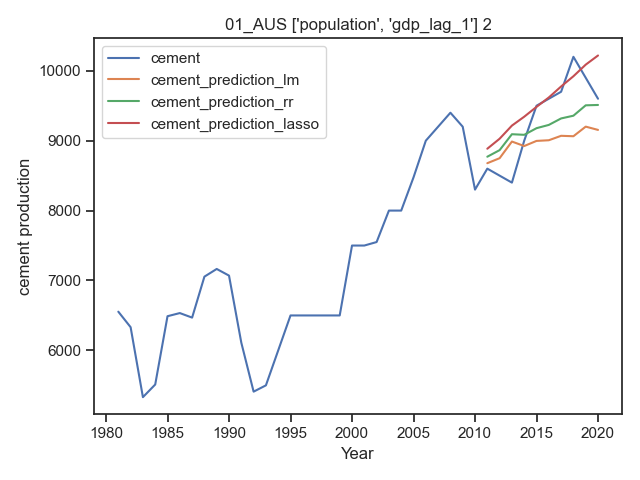 01_AUS ['population', 'gdp_lag_1'] 2
cement
cement_prediction_lm
cement_prediction_rr
cement_prediction_lasso
cement production
10000
9000
8000
7000
6000
1980
1985
1990
1995
2000
2005
2010
2015
2020
Year